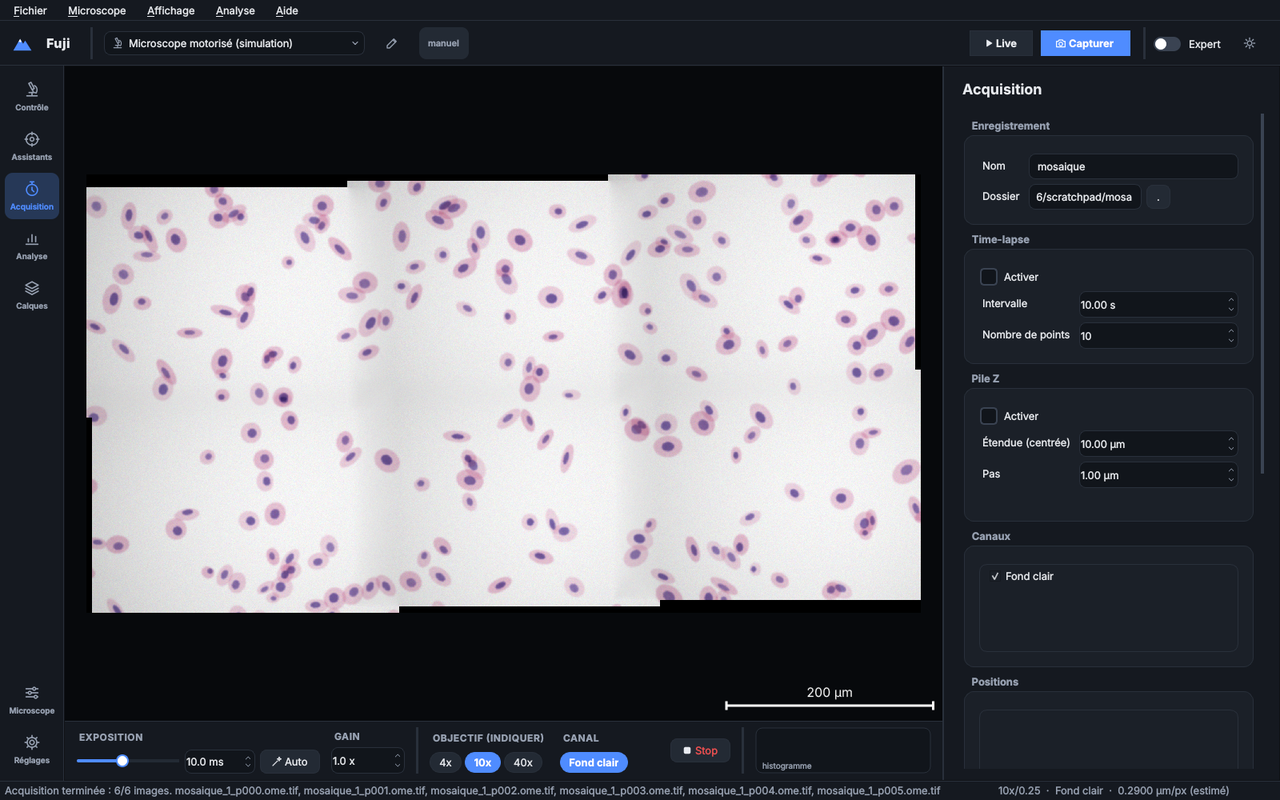 Fichier Microscope Affichage Analyse Aide
Fuji Microscope motorisé (simulation) manuel Live Capturer Expert
Contrôle
Assistants
Acquisition
Analyse
Calques
Microscope
Réglages
200 µm
EXPOSITION
10.0 ms Auto
GAIN
1.0 x
OBJECTIF (INDIQUER)
4x 10x 40x
CANAL
Fond clair
Stop
histogramme
Acquisition
Enregistrement
Nom mosaique
Dossier 6/scratchpad/mosa .
Time-lapse
Activer
Intervalle 10.00 s
Nombre de points 10
Pile Z
Activer
Étendue (centrée) 10.00 µm
Pas 1.00 µm
Canaux
✓ Fond clair
Positions
Acquisition terminée : 6/6 images. mosaique_1_p000.ome.tif, mosaique_1_p001.ome.tif, mosaique_1_p002.ome.tif, mosaique_1_p003.ome.tif, mosaique_1_p004.ome.tif, mosaique_1_p005.ome.tif
10x/0.25 · Fond clair · 0.2900 µm/px (estimé)